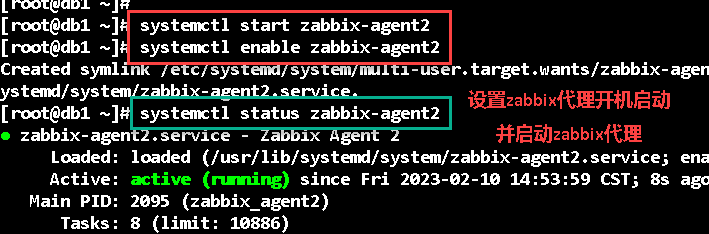 [root@db1 ~]#
[root@db1 ~]# systemctl start zabbix-agent2
[root@db1 ~]# systemctl enable zabbix-agent2
Created symlink /etc/systemd/system/multi-user.target.wants/zabbix-agen
ystemd/system/zabbix-agent2.service.
[root@db1 ~]# systemctl status zabbix-agent2
设置zabbix代理开机启动
并启动zabbix代理
● zabbix-agent2.service - Zabbix Agent 2
Loaded: loaded (/usr/lib/systemd/system/zabbix-agent2.service; ena
Active: active (running) since Fri 2023-02-10 14:53:59 CST; 8s ago
Main PID: 2095 (zabbix_agent2)
Tasks: 8 (limit: 10886)